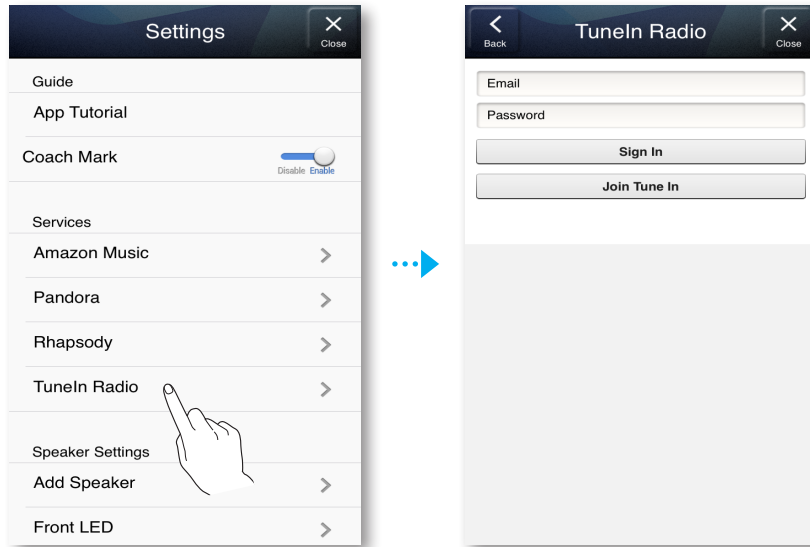 Settings
Close
Guide
App Tutorial
Coach Mark
Disable Enable
Services
Amazon Music
Pandora
Rhapsody
TuneIn Radio
Speaker Settings
Add Speaker
Front LED
Back
TuneIn Radio
Close
Email
Password
Sign In
Join Tune In